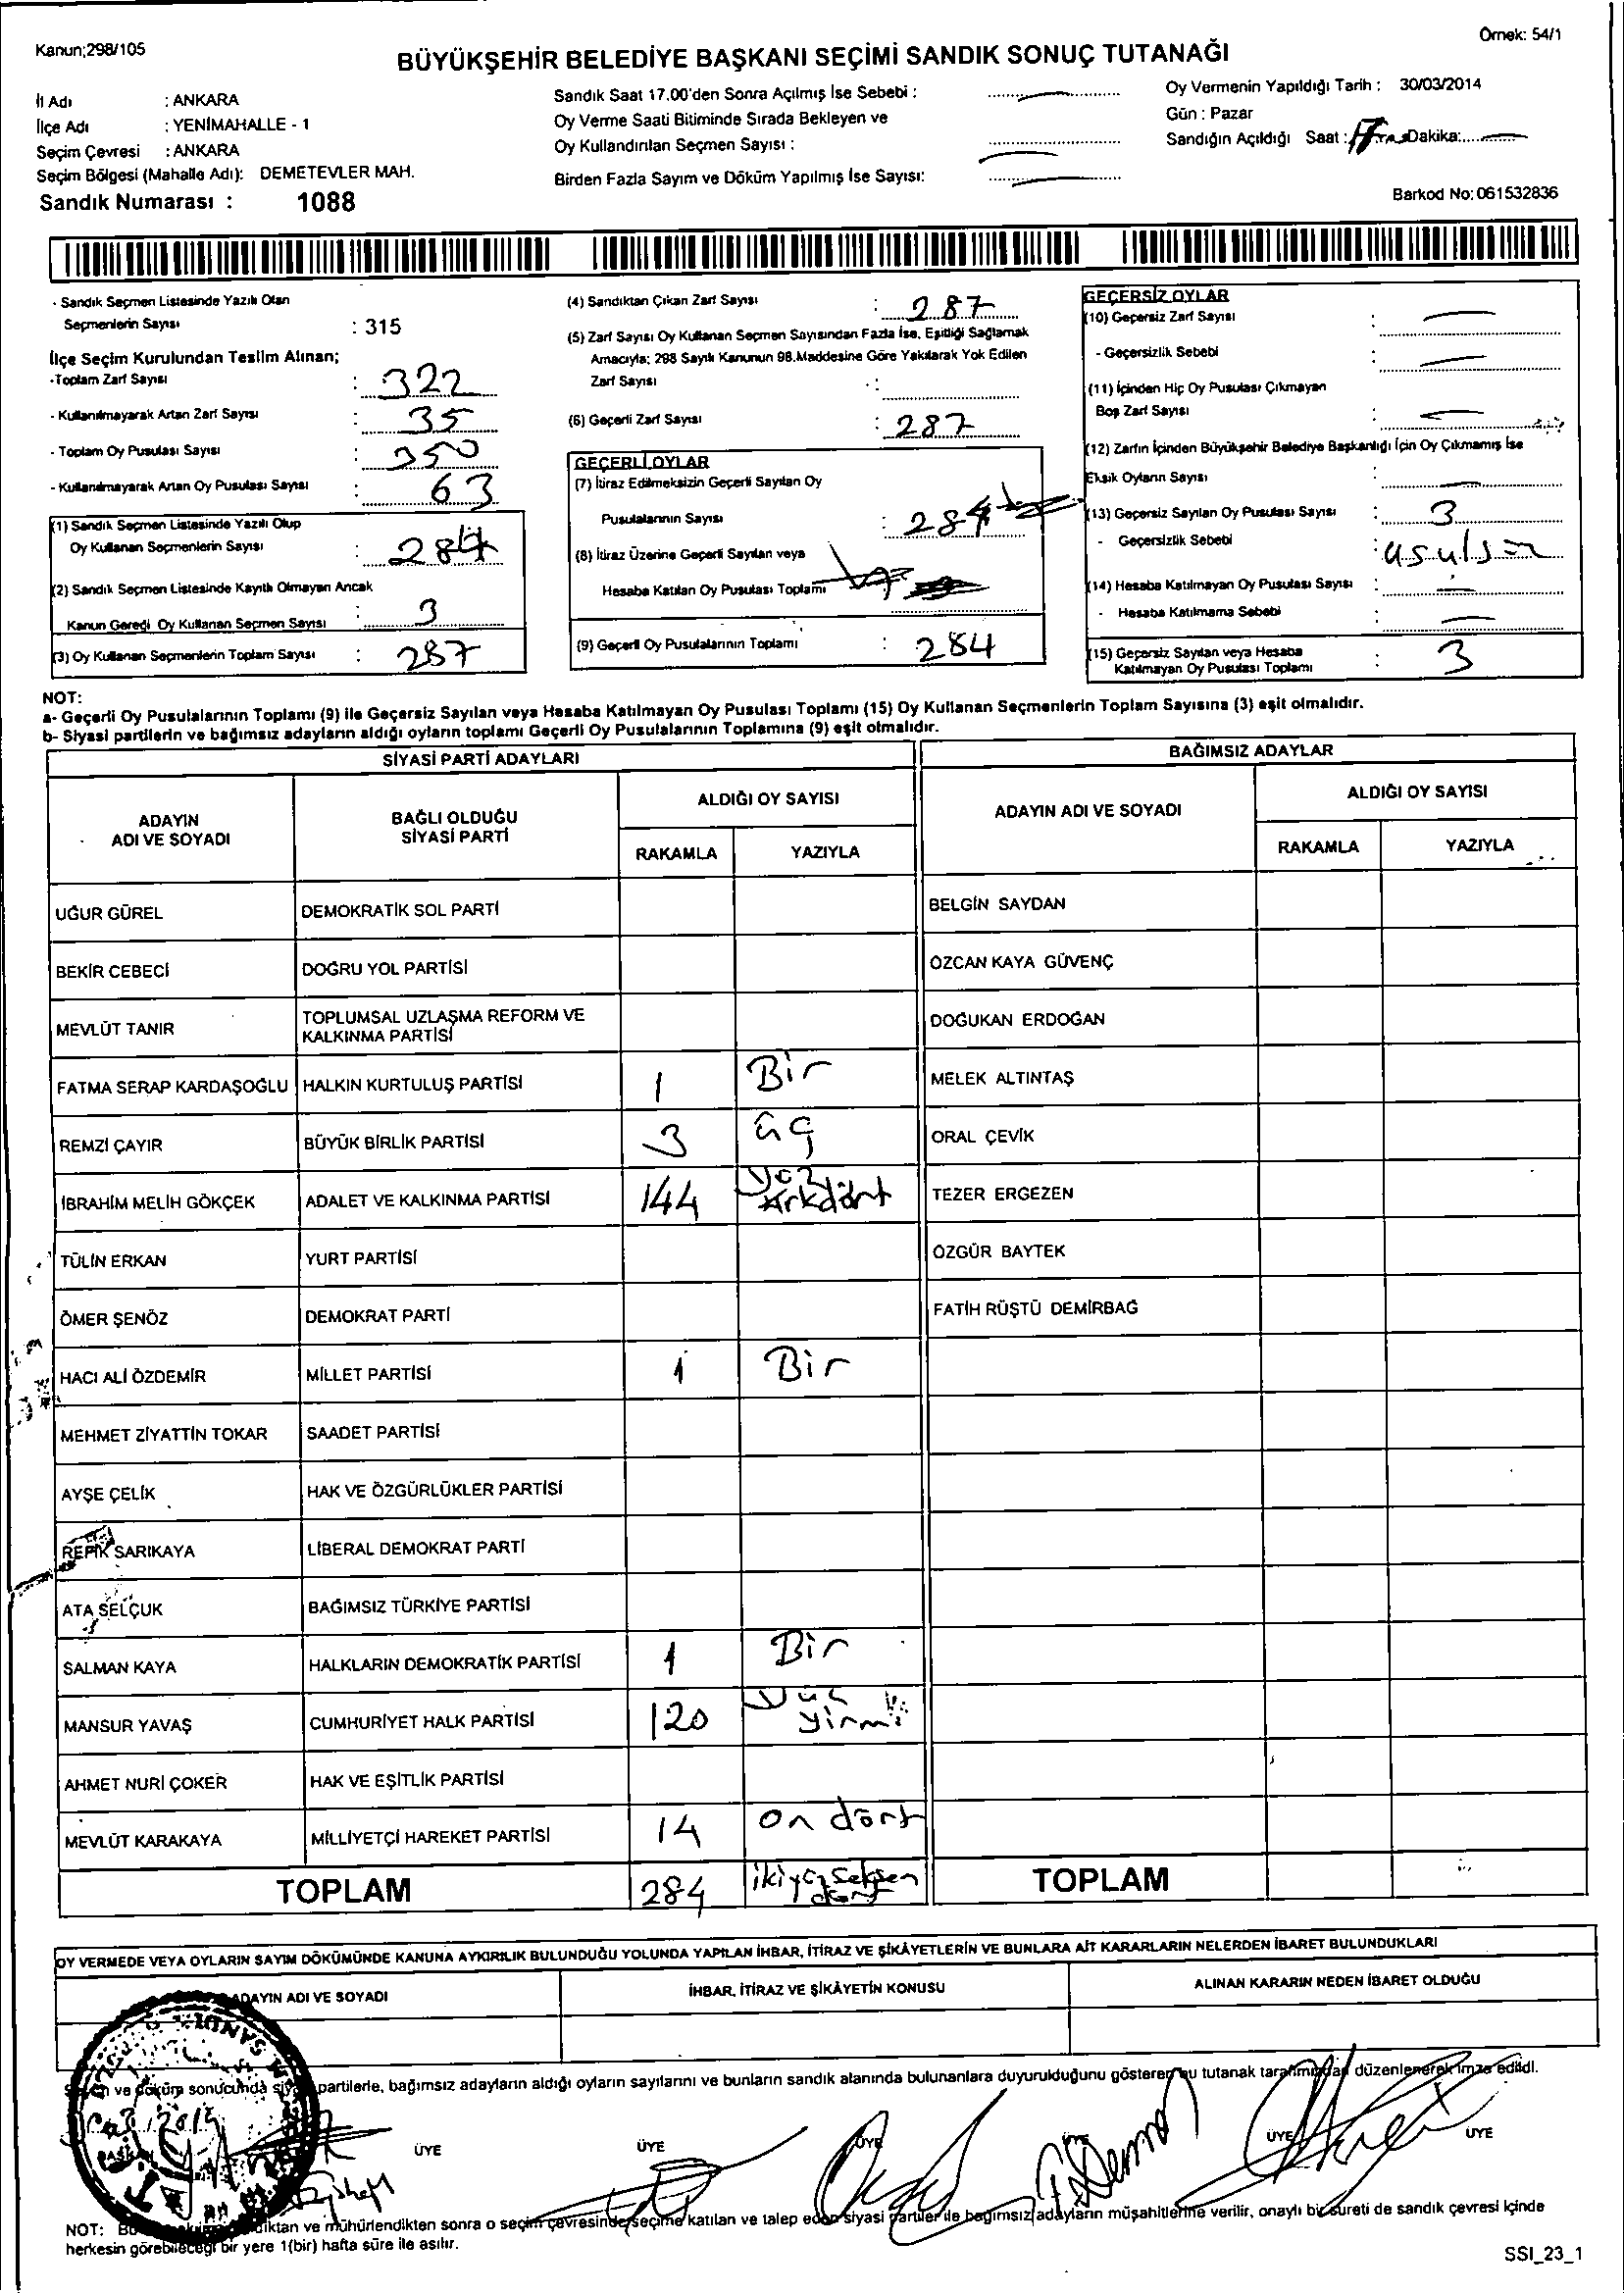 Kanun;298/105
Örnek: 54/1
BÜYÜKŞEHİR BELEDİYE BAŞKANI SEÇİMİ SANDIK SONUÇ TUTANAĞI
İl Adı : ANKARA
İlçe Adı : YENİMAHALLE - 1
Seçim Çevresi : ANKARA
Seçim Bölgesi (Mahalle Adı): DEMETEVLER MAH.
Sandık Numarası : 1088
Sandık Saat 17.00'den Sonra Açılmış İse Sebebi :
Oy Verme Saati Bitiminde Sırada Bekleyen ve
Oy Kullandırılan Seçmen Sayısı :
Birden Fazla Sayım ve Döküm Yapılmış İse Sayısı:
Oy Vermenin Yapıldığı Tarih : 30/03/2014
Gün : Pazar
Sandığın Açıldığı Saat : Dakika:
Barkod No: 061532836
- Sandık Seçmen Listesinde Yazılı Olan
Seçmenlerin Sayısı : 315
İlçe Seçim Kurulundan Teslim Alınan;
-Toplam Zarf Sayısı : 322
- Kullanılmayarak Artan Zarf Sayısı : 35
- Toplam Oy Pusulası Sayısı : 350
- Kullanılmayarak Artan Oy Pusulası Sayısı : 63
(1) Sandık Seçmen Listesinde Yazılı Olup
Oy Kullanan Seçmenlerin Sayısı : 284
(2) Sandık Seçmen Listesinde Kayıtlı Olmayan Ancak
Kanun Gereği Oy Kullanan Seçmen Sayısı : 3
(3) Oy Kullanan Seçmenlerin Toplam Sayısı : 287
(4) Sandıktan Çıkan Zarf Sayısı : 287
(5) Zarf Sayısı Oy Kullanan Seçmen Sayısından Fazla İse, Eşitliği Sağlamak
Amacıyla; 298 Sayılı Kanunun 98.Maddesine Göre Yakılarak Yok Edilen
Zarf Sayısı :
(6) Geçerli Zarf Sayısı : 287
GEÇERLİ OYLAR
(7) İtiraz Edilmeksizin Geçerli Sayılan Oy
Pusulalarının Sayısı : 284
(8) İtiraz Üzerine Geçerli Sayılan veya
Hesaba Katılan Oy Pusulası Toplamı
(9) Geçerli Oy Pusulalarının Toplamı : 284
GEÇERSİZ OYLAR
(10) Geçersiz Zarf Sayısı :
- Geçersizlik Sebebi :
(11) İçinden Hiç Oy Pusulası Çıkmayan
Boş Zarf Sayısı :
(12) Zarfın İçinden Büyükşehir Belediye Başkanlığı İçin Oy Çıkmamış İse
Eksik Oyların Sayısı :
(13) Geçersiz Sayılan Oy Pusulası Sayısı : 3
- Geçersizlik Sebebi :
(14) Hesaba Katılmayan Oy Pusulası Sayısı :
- Hesaba Katılmama Sebebi :
(15) Geçersiz Sayılan veya Hesaba
Katılmayan Oy Pusulası Toplamı : 3
NOT:
a- Geçerli Oy Pusulalarının Toplamı (9) ile Geçersiz Sayılan veya Hesaba Katılmayan Oy Pusulası Toplamı (15) Oy Kullanan Seçmenlerin Toplam Sayısına (3) eşit olmalıdır.
b- Siyasi partilerin ve bağımsız adayların aldığı oyların toplamı Geçerli Oy Pusulalarının Toplamına (9) eşit olmalıdır.
SİYASİ PARTİ ADAYLARI
BAĞIMSIZ ADAYLAR
ADAYIN
ADI VE SOYADI
BAĞLI OLDUĞU
SİYASİ PARTİ
ALDIĞI OY SAYISI
RAKAMLA YAZIYLA
ADAYIN ADI VE SOYADI
ALDIĞI OY SAYISI
RAKAMLA YAZIYLA
UĞUR GÜREL DEMOKRATİK SOL PARTİ BELGİN SAYDAN
BEKİR CEBECİ DOĞRU YOL PARTİSİ ÖZCAN KAYA GÜVENÇ
MEVLÜT TANIR TOPLUMSAL UZLAŞMA REFORM VE
KALKINMA PARTİSİ DOĞUKAN ERDOĞAN
FATMA SERAP KARDAŞOĞLU HALKIN KURTULUŞ PARTİSİ 1 Bir MELEK ALTINTAŞ
REMZİ ÇAYIR BÜYÜK BİRLİK PARTİSİ 3 üç ORAL ÇEVİK
İBRAHİM MELİH GÖKÇEK ADALET VE KALKINMA PARTİSİ 144 yüz
kırkdört TEZER ERGEZEN
TÜLİN ERKAN YURT PARTİSİ ÖZGÜR BAYTEK
ÖMER ŞENÖZ DEMOKRAT PARTİ FATİH RÜŞTÜ DEMİRBAĞ
HACI ALİ ÖZDEMİR MİLLET PARTİSİ 1 Bir
MEHMET ZİYATTİN TOKAR SAADET PARTİSİ
AYŞE ÇELİK HAK VE ÖZGÜRLÜKLER PARTİSİ
REFİK SARIKAYA LİBERAL DEMOKRAT PARTİ
ATA SELÇUK BAĞIMSIZ TÜRKİYE PARTİSİ
SALMAN KAYA HALKLARIN DEMOKRATİK PARTİSİ 1 Bir
MANSUR YAVAŞ CUMHURİYET HALK PARTİSİ 120 yüz
yirmi
AHMET NURİ ÇOKER HAK VE EŞİTLİK PARTİSİ
MEVLÜT KARAKAYA MİLLİYETÇİ HAREKET PARTİSİ 14 on dört
TOPLAM 284 ikiyüzseksen
dört TOPLAM
OY VERMEDE VEYA OYLARIN SAYIM DÖKÜMÜNDE KANUNA AYKIRILIK BULUNDUĞU YOLUNDA YAPILAN İHBAR, İTİRAZ VE ŞİKÂYETLERİN VE BUNLARA AİT KARARLARIN NELERDEN İBARET BULUNDUKLARI
ADAYIN ADI VE SOYADI
İHBAR, İTİRAZ VE ŞİKÂYETİN KONUSU
ALINAN KARARIN NEDEN İBARET OLDUĞU
ve döküm sonucunda siyasi partilerle, bağımsız adayların aldığı oyların sayılarını ve bunların sandık alanında bulunanlara duyurulduğunu gösteren bu tutanak tarafımızdan düzenlenerek imza edildi.
ÜYE ÜYE ÜYE ÜYE ÜYE
NOT: ve mühürlendikten sonra o seçim çevresinde seçime katılan ve talep eden siyasi partiler ile bağımsız adayların müşahitlerine verilir, onaylı bir sureti de sandık çevresi içinde
herkesin görebileceği bir yere 1(bir) hafta süre ile asılır.
SSI_23_1